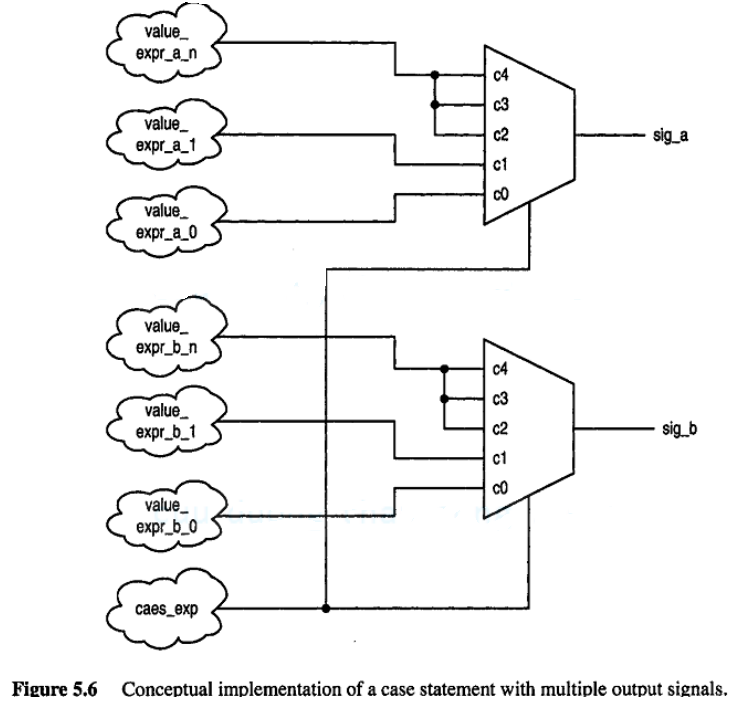 value_
expr_a_n
c4
c3
value_
expr_a_1
c2
sig_a
c1
value_
expr_a_0
c0
value_
expr_b_n
c4
c3
value_
expr_b_1
c2
sig_b
c1
value_
expr_b_0
c0
caes_exp
Figure 5.6 Conceptual implementation of a case statement with multiple output signals.